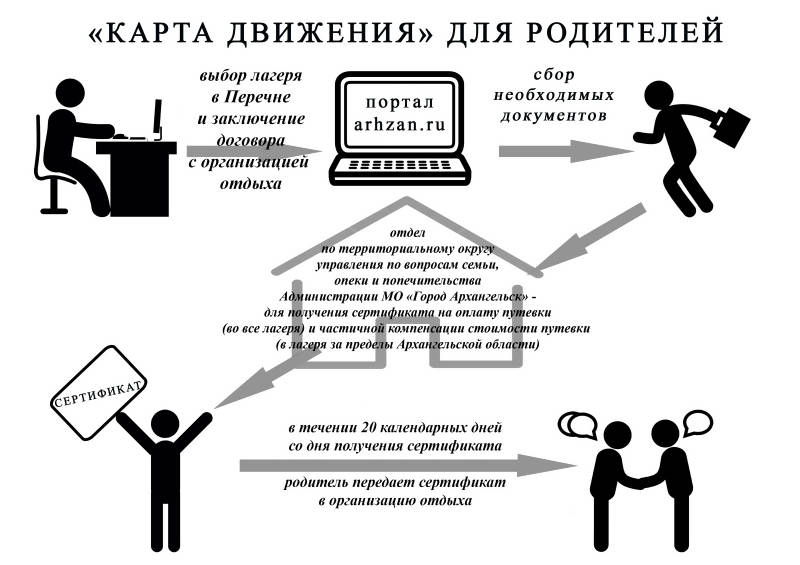 «КАРТА ДВИЖЕНИЯ» ДЛЯ РОДИТЕЛЕЙ
выбор лагеря
в Перечне
и заключение
договора
с организацией
отдыха
портал
arhzan.ru
сбор
необходимых
документов
отдел
по территориальному округу
управления по вопросам семьи,
опеки и попечительства
Администрации МО «Город Архангельск» -
для получения сертификата на оплату путевки
(во все лагеря) и частичной компенсации стоимости путевки
(в лагеря за пределы Архангельской области)
СЕРТИФИКАТ
в течении 20 календарных дней
со дня получения сертификата
родитель передает сертификат
в организацию отдыха